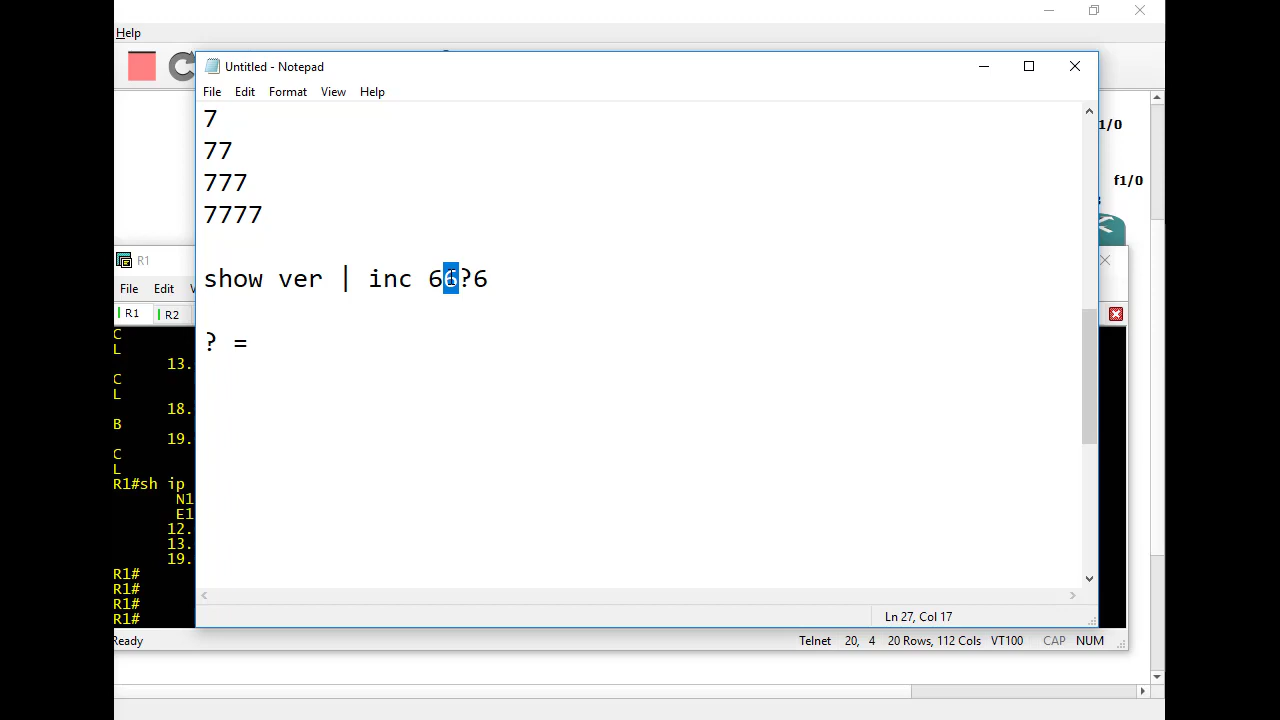 Help
Untitled - Notepad
File Edit Format View Help
7
77
777
7777
show ver | inc 66?6
? =
Ln 27, Col 17
1/0
f1/0
R1
File Edit
R1 R2
C
L
13.
C
L
18.
B
19.
C
L
R1#sh ip
N1
E1
12.
13.
19.
R1#
R1#
R1#
R1#
Ready
Telnet 20, 4 20 Rows, 112 Cols VT100 CAP NUM